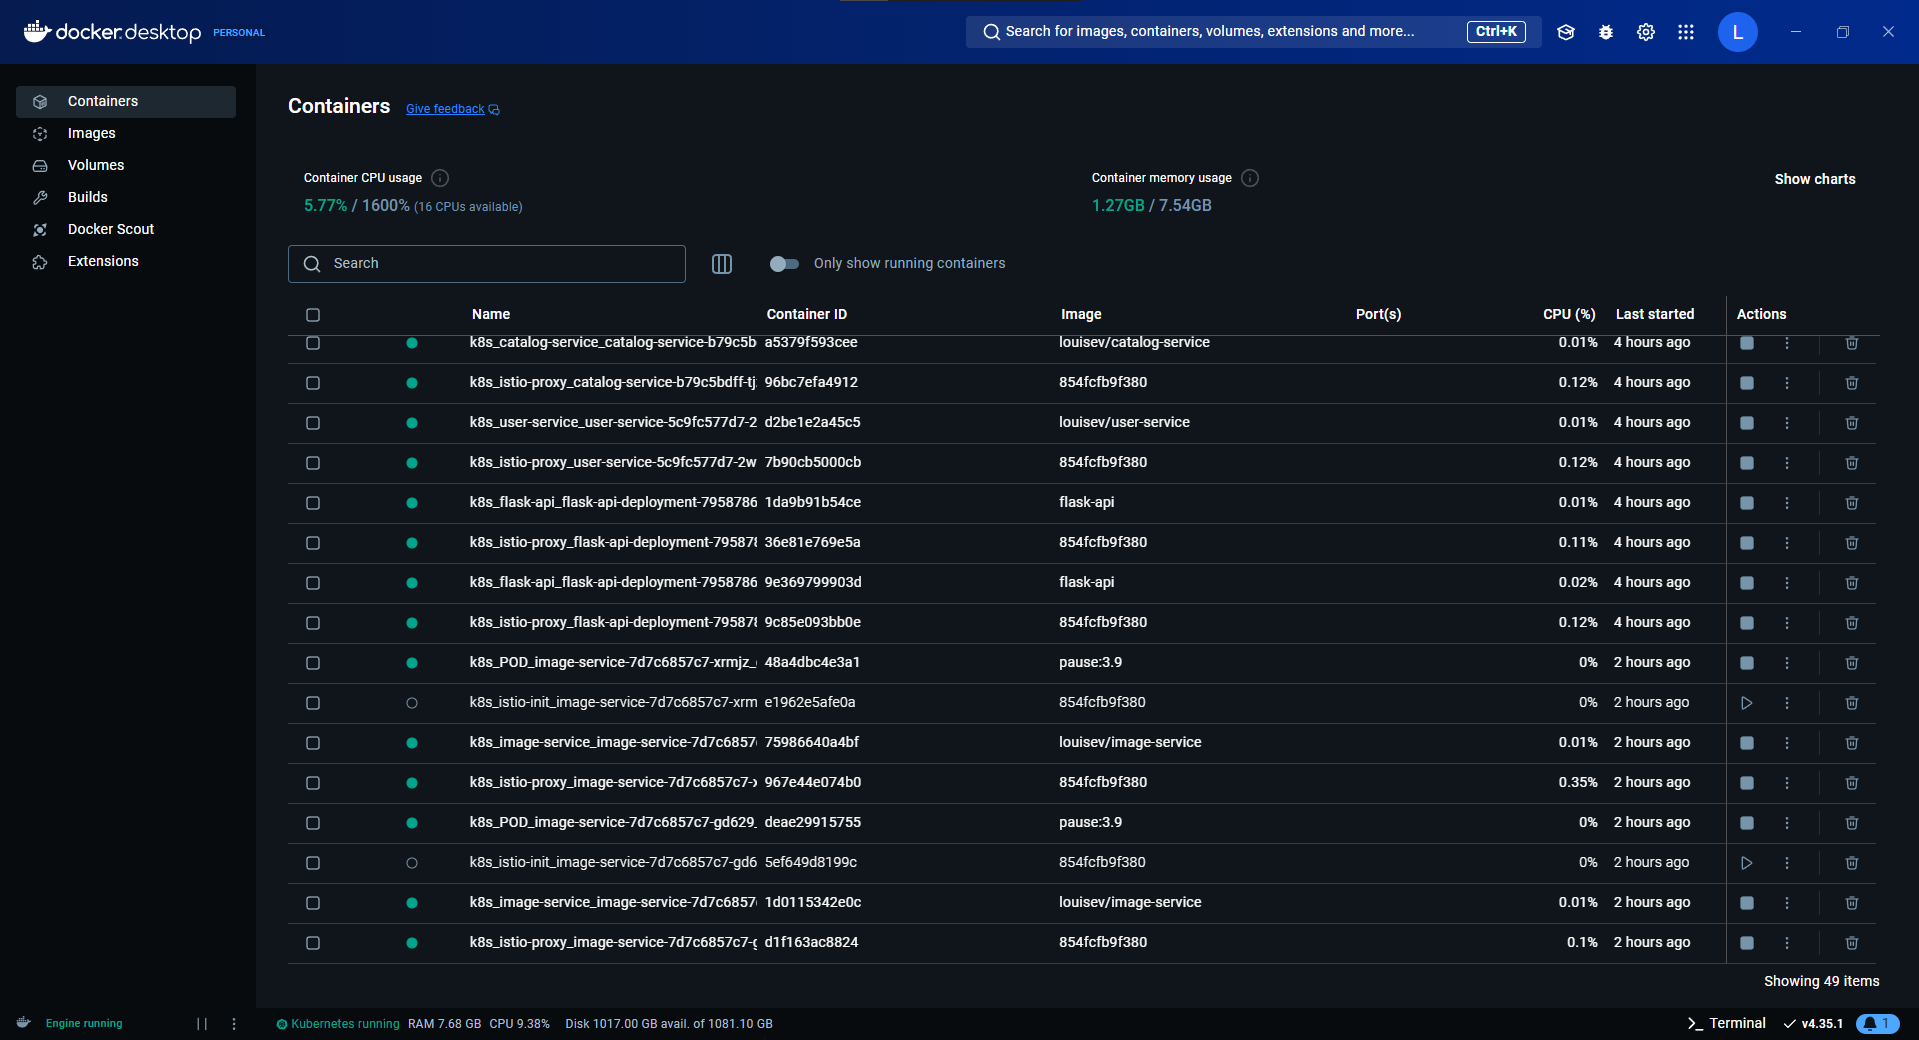 docker.desktop PERSONAL Search for images, containers, volumes, extensions and more... Ctrl+K L
Containers
Images
Volumes
Builds
Docker Scout
Extensions
Containers Give feedback
Container CPU usage
5.77% / 1600% (16 CPUs available)
Container memory usage
1.27GB / 7.54GB
Show charts
Search
Only show running containers
Name Container ID Image Port(s) CPU (%) Last started Actions
k8s_catalog-service_catalog-service-b79c5b a5379f593cee louisev/catalog-service 0.01% 4 hours ago
k8s_istio-proxy_catalog-service-b79c5bdff-tj 96bc7efa4912 854fcfb9f380 0.12% 4 hours ago
k8s_user-service_user-service-5c9fc577d7-2 d2be1e2a45c5 louisev/user-service 0.01% 4 hours ago
k8s_istio-proxy_user-service-5c9fc577d7-2w 7b90cb5000cb 854fcfb9f380 0.12% 4 hours ago
k8s_flask-api_flask-api-deployment-7958786 1da9b91b54ce flask-api 0.01% 4 hours ago
k8s_istio-proxy_flask-api-deployment-795878 36e81e769e5a 854fcfb9f380 0.11% 4 hours ago
k8s_flask-api_flask-api-deployment-7958786 9e369799903d flask-api 0.02% 4 hours ago
k8s_istio-proxy_flask-api-deployment-795878 9c85e093bb0e 854fcfb9f380 0.12% 4 hours ago
k8s_POD_image-service-7d7c6857c7-xrmjz_ 48a4dbc4e3a1 pause:3.9 0% 2 hours ago
k8s_istio-init_image-service-7d7c6857c7-xrm e1962e5afe0a 854fcfb9f380 0% 2 hours ago
k8s_image-service_image-service-7d7c6857 75986640a4bf louisev/image-service 0.01% 2 hours ago
k8s_istio-proxy_image-service-7d7c6857c7-x 967e44e074b0 854fcfb9f380 0.35% 2 hours ago
k8s_POD_image-service-7d7c6857c7-gd629_ deae29915755 pause:3.9 0% 2 hours ago
k8s_istio-init_image-service-7d7c6857c7-gd6 5ef649d8199c 854fcfb9f380 0% 2 hours ago
k8s_image-service_image-service-7d7c6857 1d0115342e0c louisev/image-service 0.01% 2 hours ago
k8s_istio-proxy_image-service-7d7c6857c7-g d1f163ac8824 854fcfb9f380 0.1% 2 hours ago
Showing 49 items
Engine running Kubernetes running RAM 7.68 GB CPU 9.38% Disk 1017.00 GB avail. of 1081.10 GB Terminal v4.35.1 1